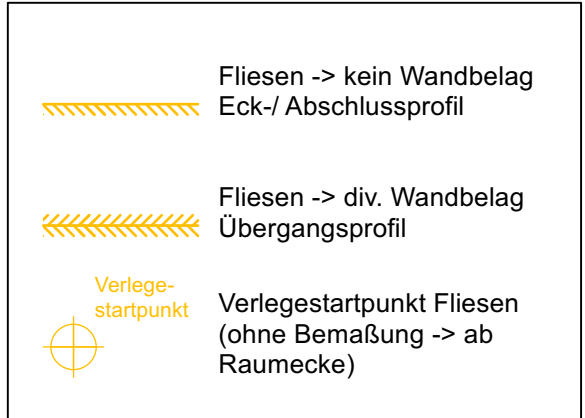 Fliesen -> kein Wandbelag
Eck-/ Abschlussprofil
Fliesen -> div. Wandbelag
Übergangsprofil
Verlege-
startpunkt
Verlegestartpunkt Fliesen
(ohne Bemaßung -> ab
Raumecke)